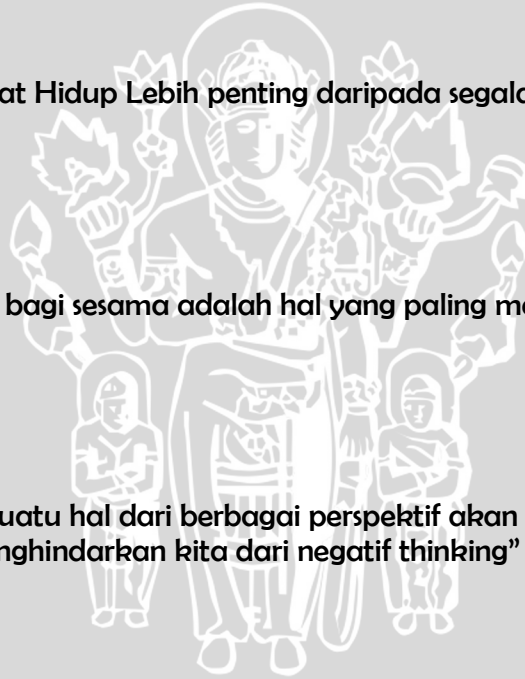 at Hidup Lebih penting daripada segala
bagi sesama adalah hal yang paling m
uatu hal dari berbagai perspektif akan
nghindarkan kita dari negatif thinking”